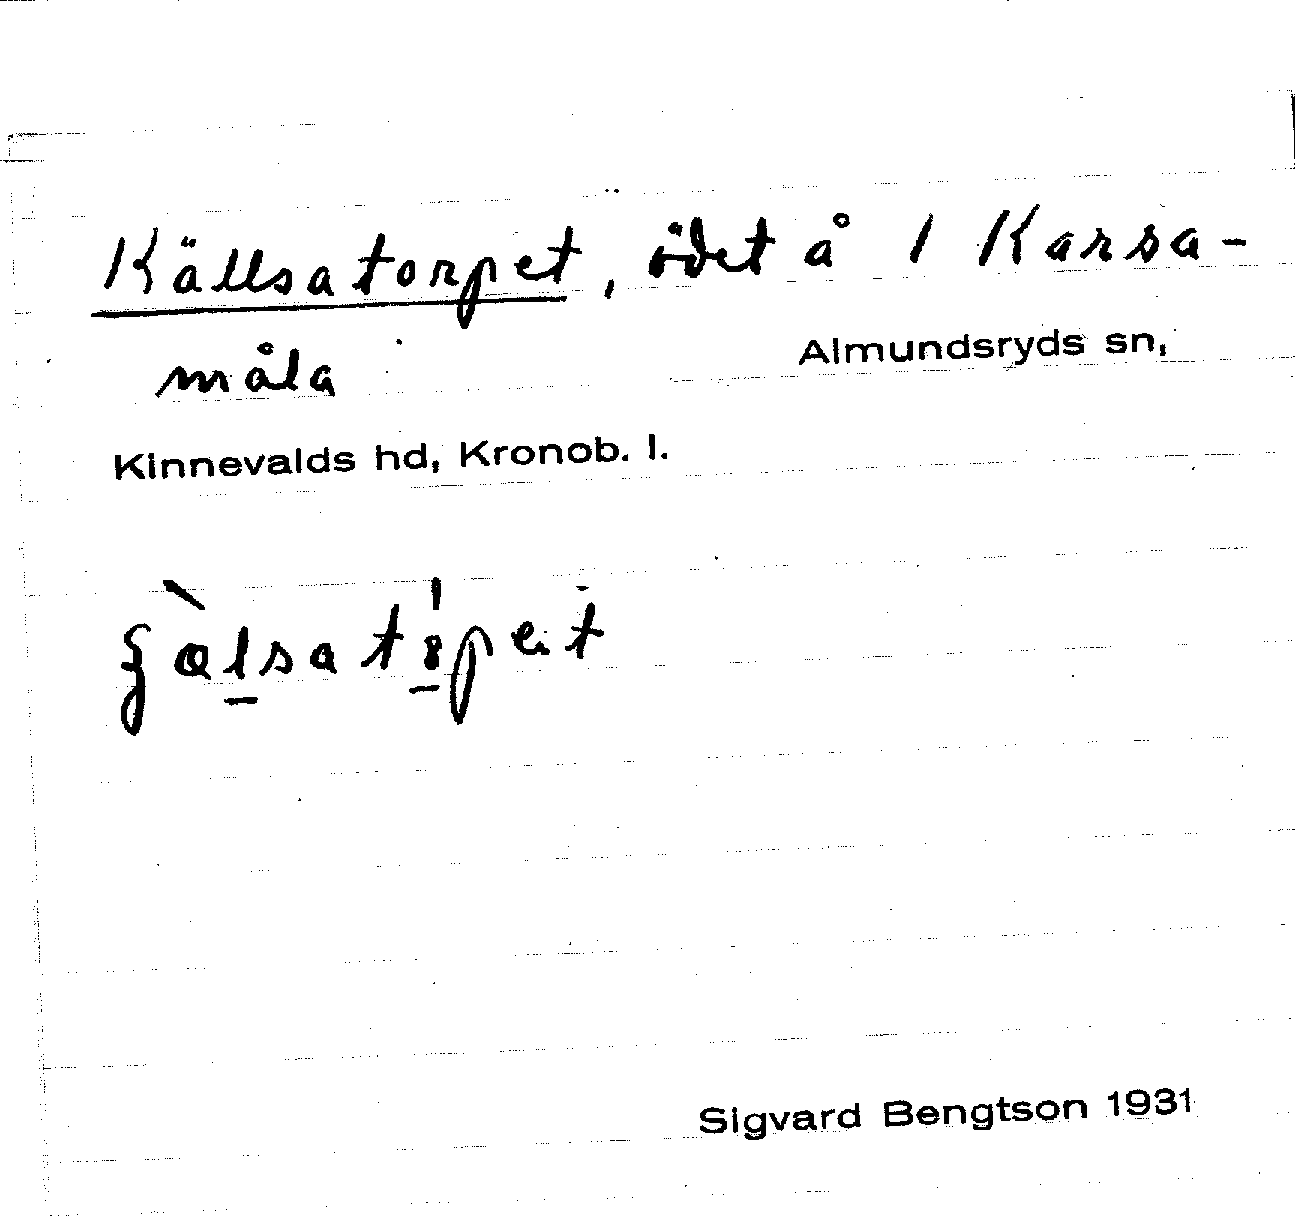 Källsatorpet, ödet å 1 Karsa-
måla Almundsryds sn,
Kinnevalds hd, Kronob. l.
Sigvard Bengtson 1931